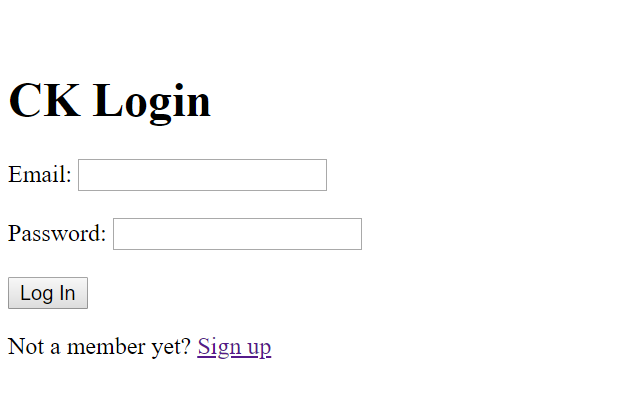 CK Login
Email:
Password:
Log In
Not a member yet? Sign up